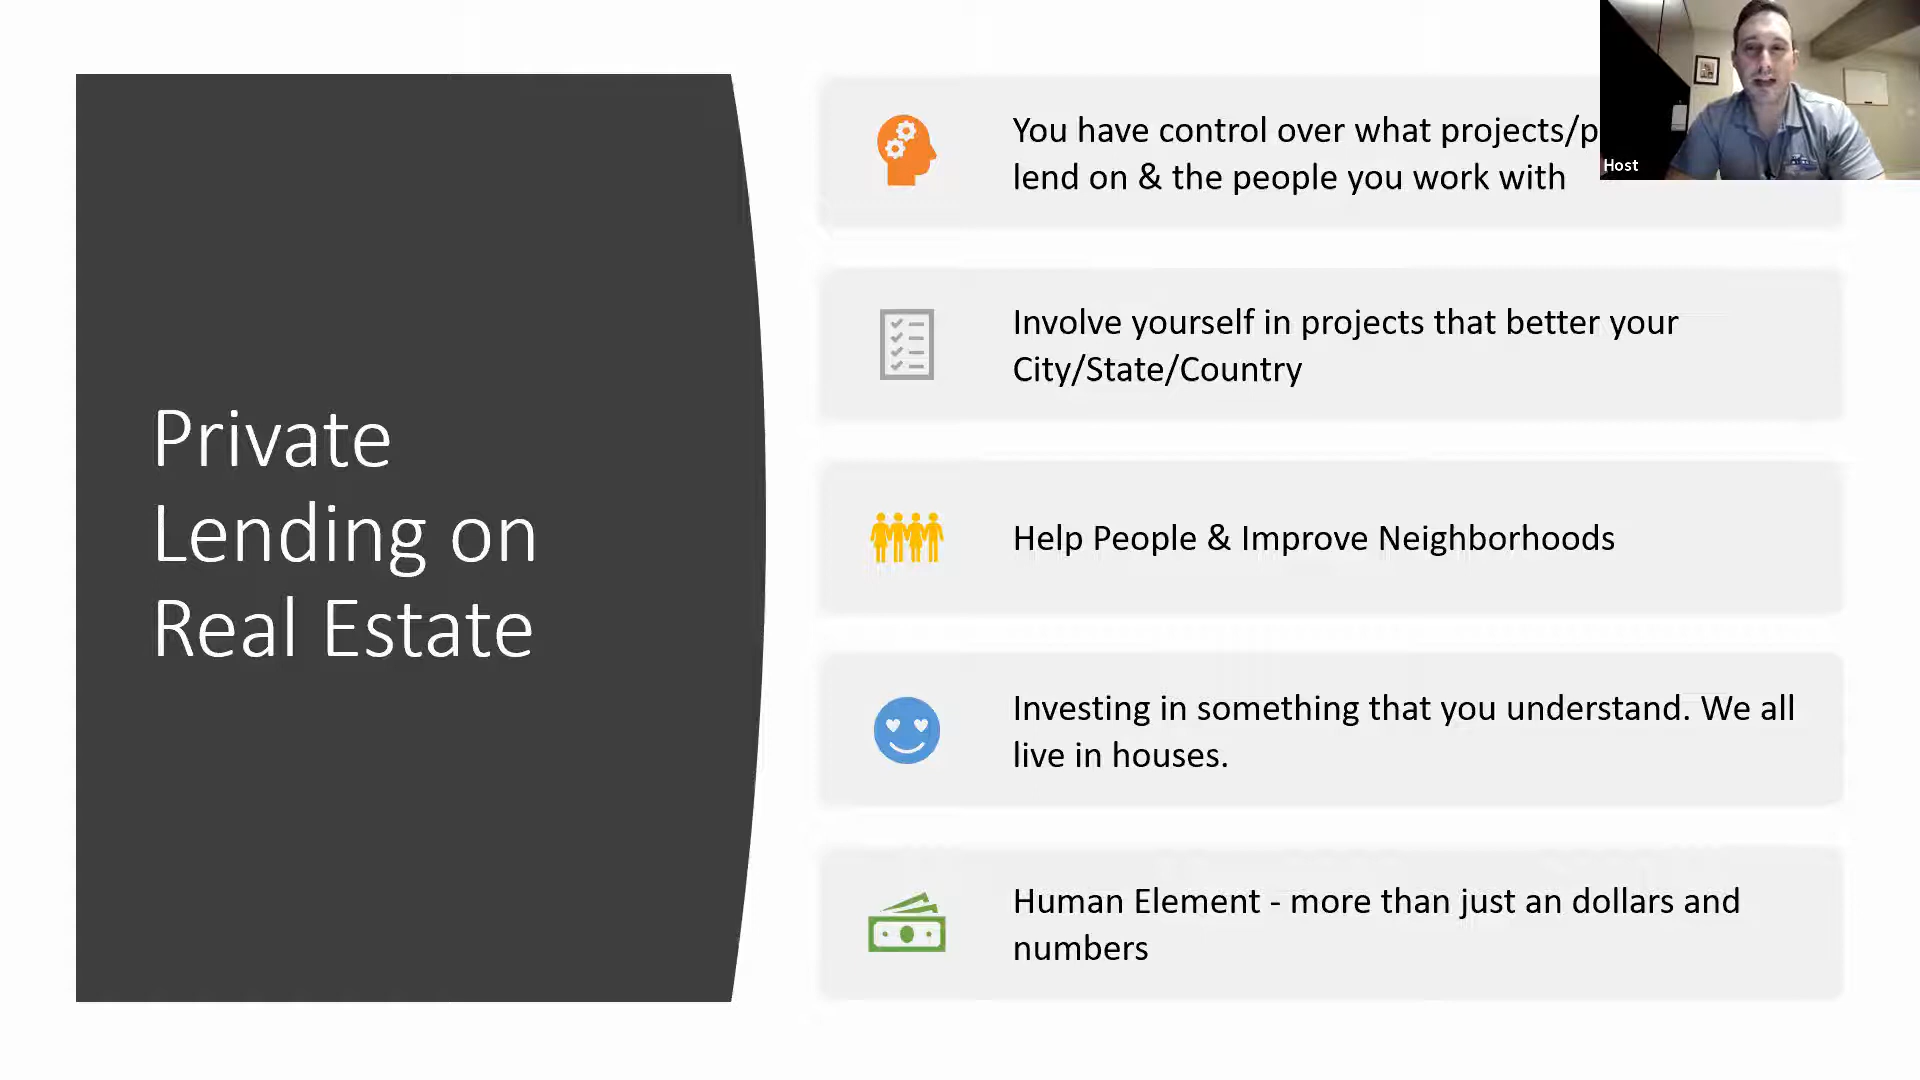 Private
Lending on
Real Estate
You have control over what projects/p
lend on & the people you work with
Involve yourself in projects that better your
City/State/Country
Help People & Improve Neighborhoods
Investing in something that you understand. We all
live in houses.
Human Element - more than just an dollars and
numbers
Host